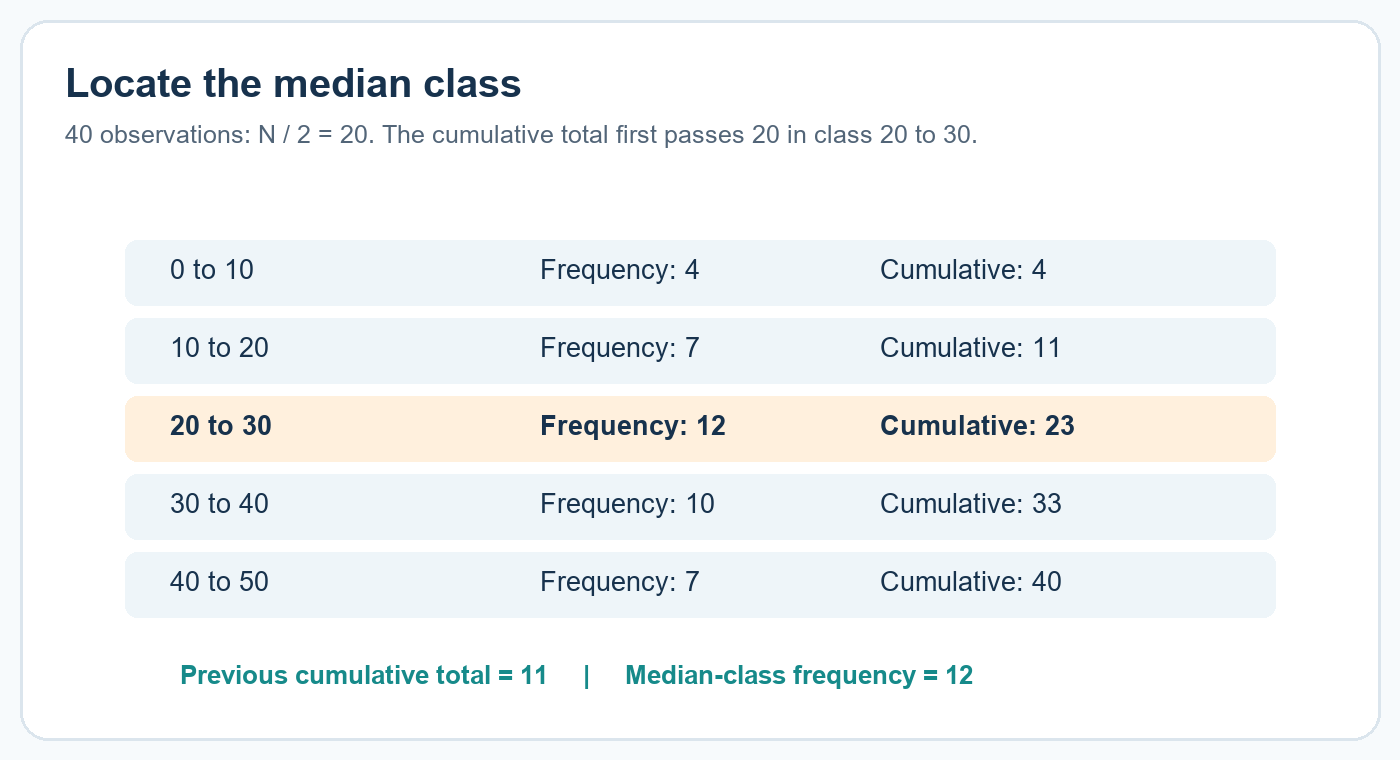 Locate the median class
40 observations: N / 2 = 20. The cumulative total first passes 20 in class 20 to 30.
0 to 10 Frequency: 4 Cumulative: 4
10 to 20 Frequency: 7 Cumulative: 11
20 to 30 Frequency: 12 Cumulative: 23
30 to 40 Frequency: 10 Cumulative: 33
40 to 50 Frequency: 7 Cumulative: 40
Previous cumulative total = 11 | Median-class frequency = 12